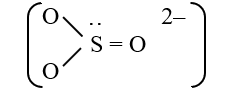 O 2–
S = O
O